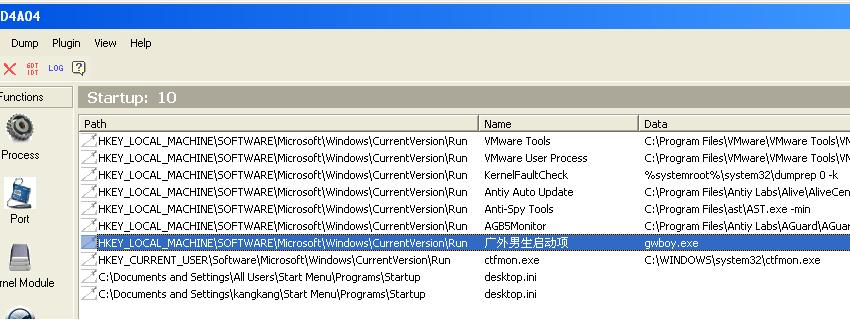 D4A04
Dump Plugin View Help
GDT IDT LOG
Functions
Startup: 10
Path Name Data
HKEY_LOCAL_MACHINE\SOFTWARE\Microsoft\Windows\CurrentVersion\Run VMware Tools C:\Program Files\VMware\VMware Tools\VM
HKEY_LOCAL_MACHINE\SOFTWARE\Microsoft\Windows\CurrentVersion\Run VMware User Process C:\Program Files\VMware\VMware Tools\VM
Process
HKEY_LOCAL_MACHINE\SOFTWARE\Microsoft\Windows\CurrentVersion\Run KernelFaultCheck %systemroot%\system32\dumprep 0 -k
HKEY_LOCAL_MACHINE\SOFTWARE\Microsoft\Windows\CurrentVersion\Run Antiy Auto Update C:\Program Files\Antiy Labs\Alive\AliveCen
HKEY_LOCAL_MACHINE\SOFTWARE\Microsoft\Windows\CurrentVersion\Run Anti-Spy Tools C:\Program Files\ast\AST.exe -min
Port
HKEY_LOCAL_MACHINE\SOFTWARE\Microsoft\Windows\CurrentVersion\Run AGB5Monitor C:\Program Files\Antiy Labs\AGuard\AGuar
HKEY_LOCAL_MACHINE\SOFTWARE\Microsoft\Windows\CurrentVersion\Run 广外男生启动项 gwboy.exe
HKEY_CURRENT_USER\Software\Microsoft\Windows\CurrentVersion\Run ctfmon.exe C:\WINDOWS\system32\ctfmon.exe
C:\Documents and Settings\All Users\Start Menu\Programs\Startup desktop.ini
rnel Module
C:\Documents and Settings\kangkang\Start Menu\Programs\Startup desktop.ini